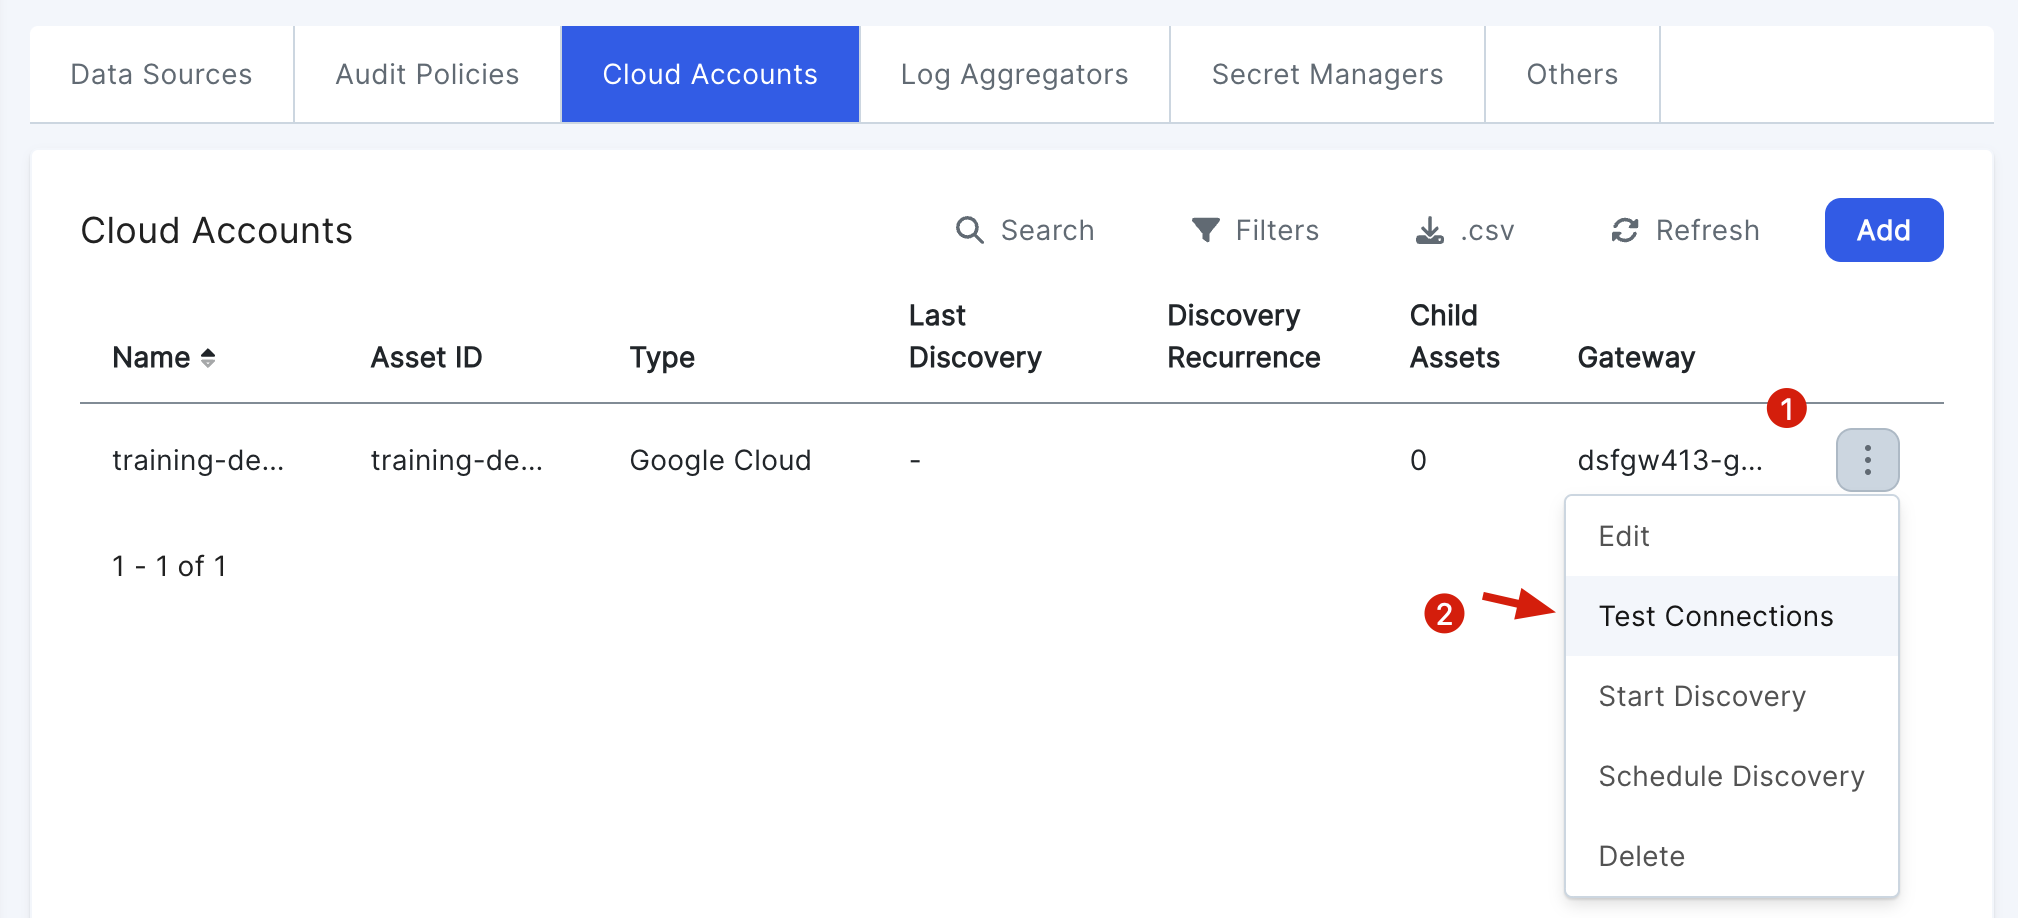 Data Sources Audit Policies Cloud Accounts Log Aggregators Secret Managers Others
Cloud Accounts Search Filters .csv Refresh Add
Name Asset ID Type Last Discovery Discovery Recurrence Child Assets Gateway
1
training-de... training-de... Google Cloud - 0 dsfgw413-g...
1 - 1 of 1
Edit
2 Test Connections
Start Discovery
Schedule Discovery
Delete